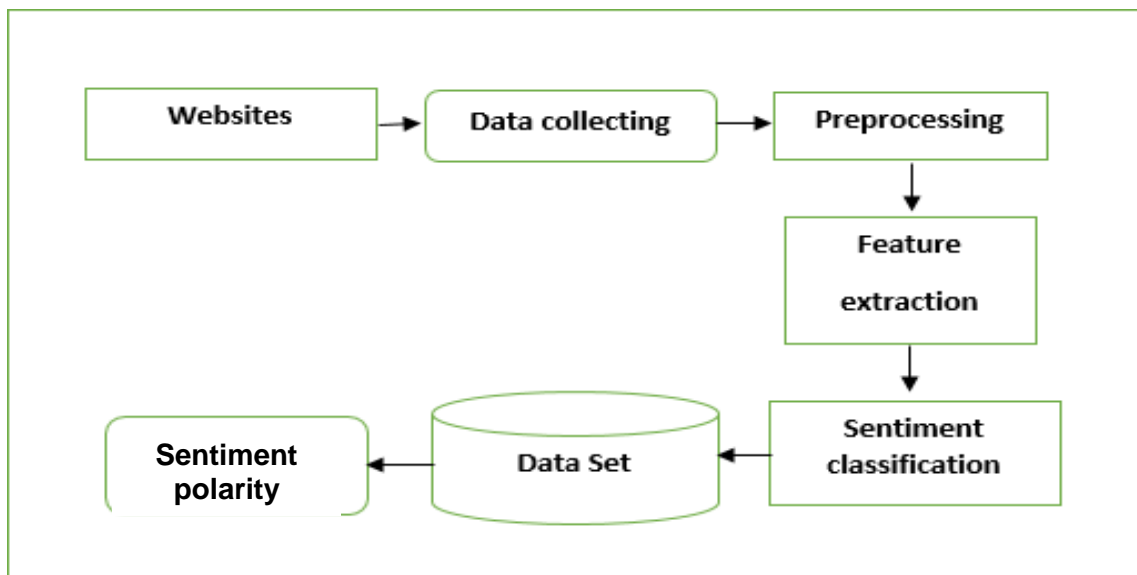 Websites
Data collecting
Preprocessing
Feature
extraction
Sentiment
classification
Data Set
Sentiment
polarity